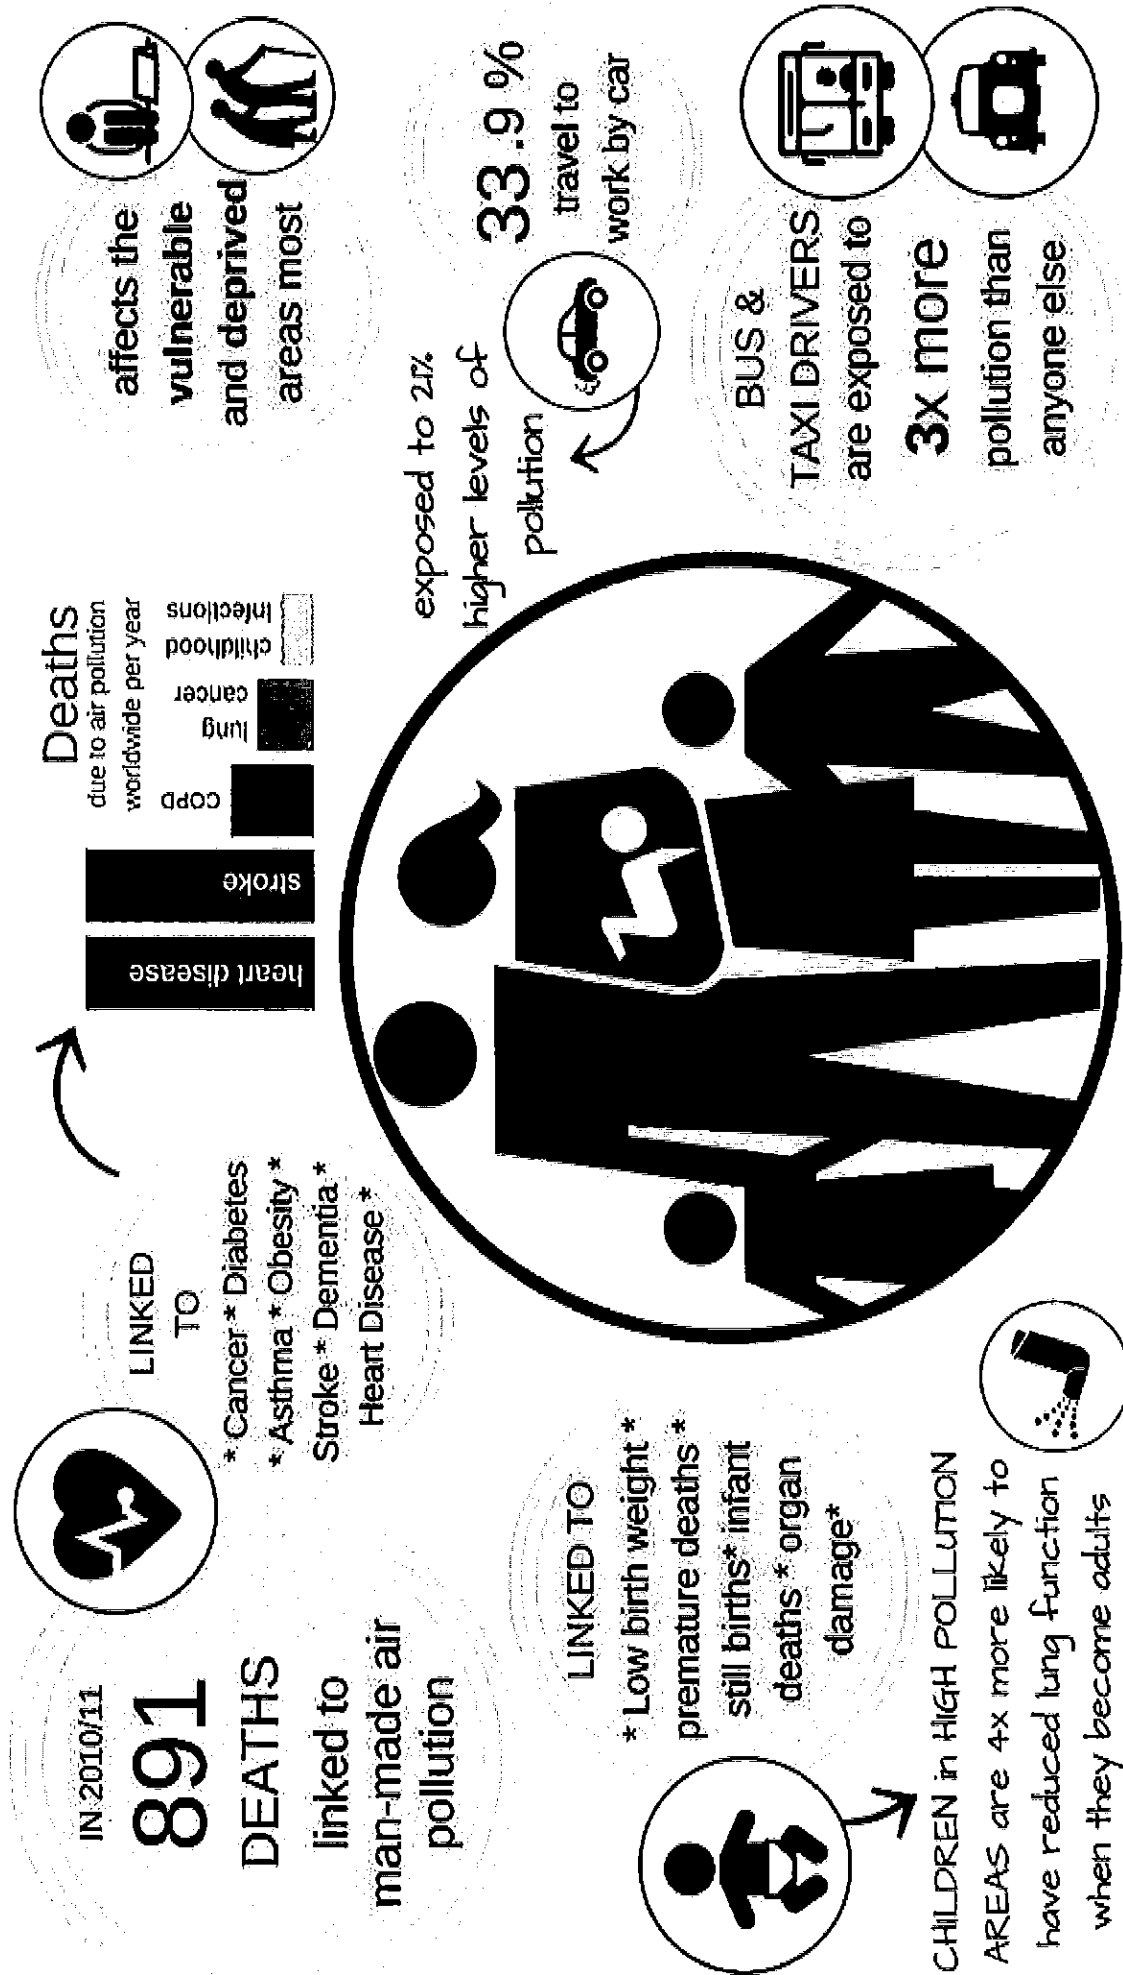 IN 2010/11
891
DEATHS
linked to
man-made air
pollution
LINKED
TO
* Cancer * Diabetes
* Asthma * Obesity *
Stroke * Dementia *
Heart Disease *
Deaths
due to air pollution
worldwide per year
heart disease
stroke
COPD
lung
cancer
childhood
infections
affects the
vulnerable
and deprived
areas most
LINKED TO
* Low birth weight *
premature deaths *
still births* infant
deaths * organ
damage*
CHILDREN in HIGH POLLUTION
AREAS are 4x more likely to
have reduced lung function
when they become adults
exposed to 21%
higher levels of
pollution
33.9 %
travel to
work by car
BUS &
TAXI DRIVERS
are exposed to
3x more
pollution than
anyone else